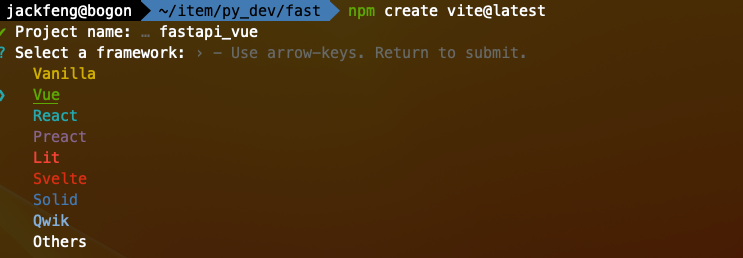 jackfeng@bogon ~/item/py_dev/fast npm create vite@latest
✔ Project name: … fastapi_vue
? Select a framework: › - Use arrow-keys. Return to submit.
Vanilla
❯ Vue
React
Preact
Lit
Svelte
Solid
Qwik
Others